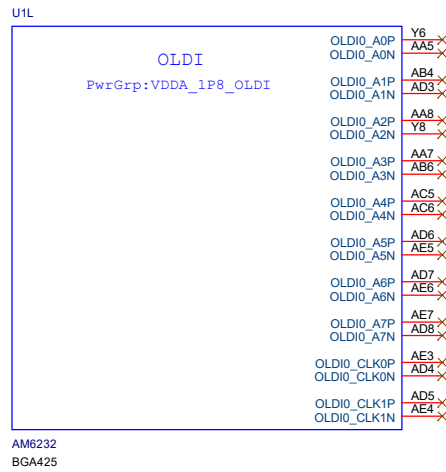 U1L
OLDI
PwrGrp:VDDA_1P8_OLDI
OLDI0_A0P Y6
OLDI0_A0N AA5
OLDI0_A1P AB4
OLDI0_A1N AD3
OLDI0_A2P AA8
OLDI0_A2N Y8
OLDI0_A3P AA7
OLDI0_A3N AB6
OLDI0_A4P AC5
OLDI0_A4N AC6
OLDI0_A5P AD6
OLDI0_A5N AE5
OLDI0_A6P AD7
OLDI0_A6N AE6
OLDI0_A7P AE7
OLDI0_A7N AD8
OLDI0_CLK0P AE3
OLDI0_CLK0N AD4
OLDI0_CLK1P AD5
OLDI0_CLK1N AE4
AM6232
BGA425